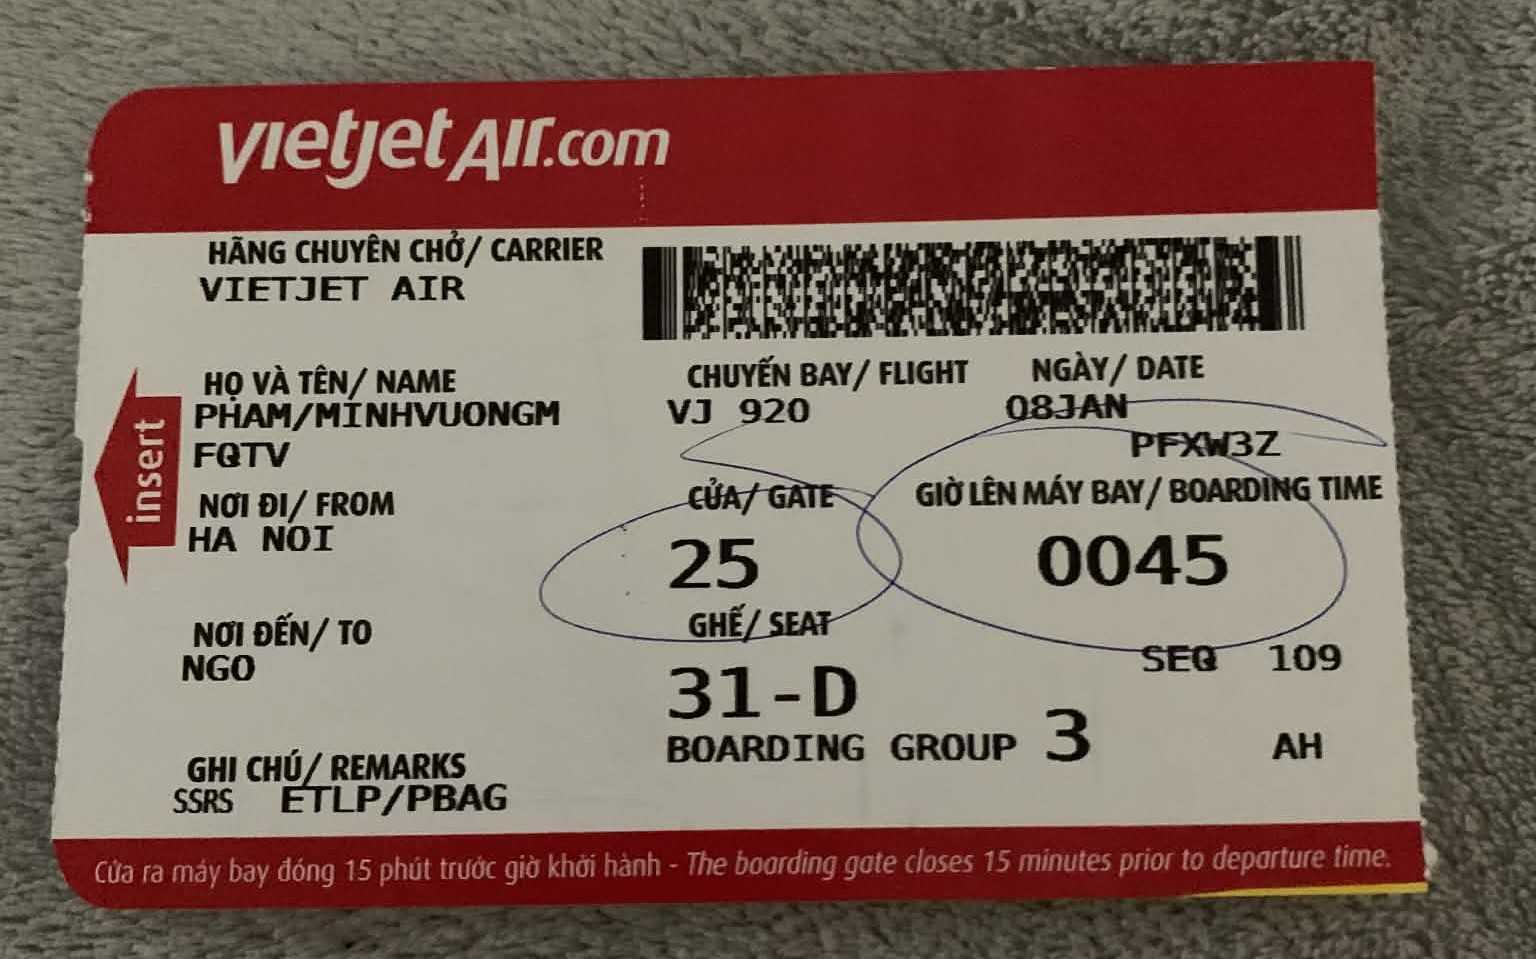 vietjetAir.com
HÃNG CHUYÊN CHỞ/ CARRIER
VIETJET AIR
HỌ VÀ TÊN/ NAME
PHAM/MINHVUONGM
FQTV
CHUYẾN BAY/ FLIGHT
VJ 920
NGÀY/ DATE
08JAN
PFXW3Z
insert
NƠI ĐI/ FROM
HA NOI
CỬA/ GATE
25
GIỜ LÊN MÁY BAY/ BOARDING TIME
0045
NƠI ĐẾN/ TO
NGO
GHẾ/ SEAT
31-D
SEQ 109
BOARDING GROUP 3
AH
GHI CHÚ/ REMARKS
SSRS ETLP/PBAG
Cửa ra máy bay đóng 15 phút trước giờ khởi hành - The boarding gate closes 15 minutes prior to departure time.